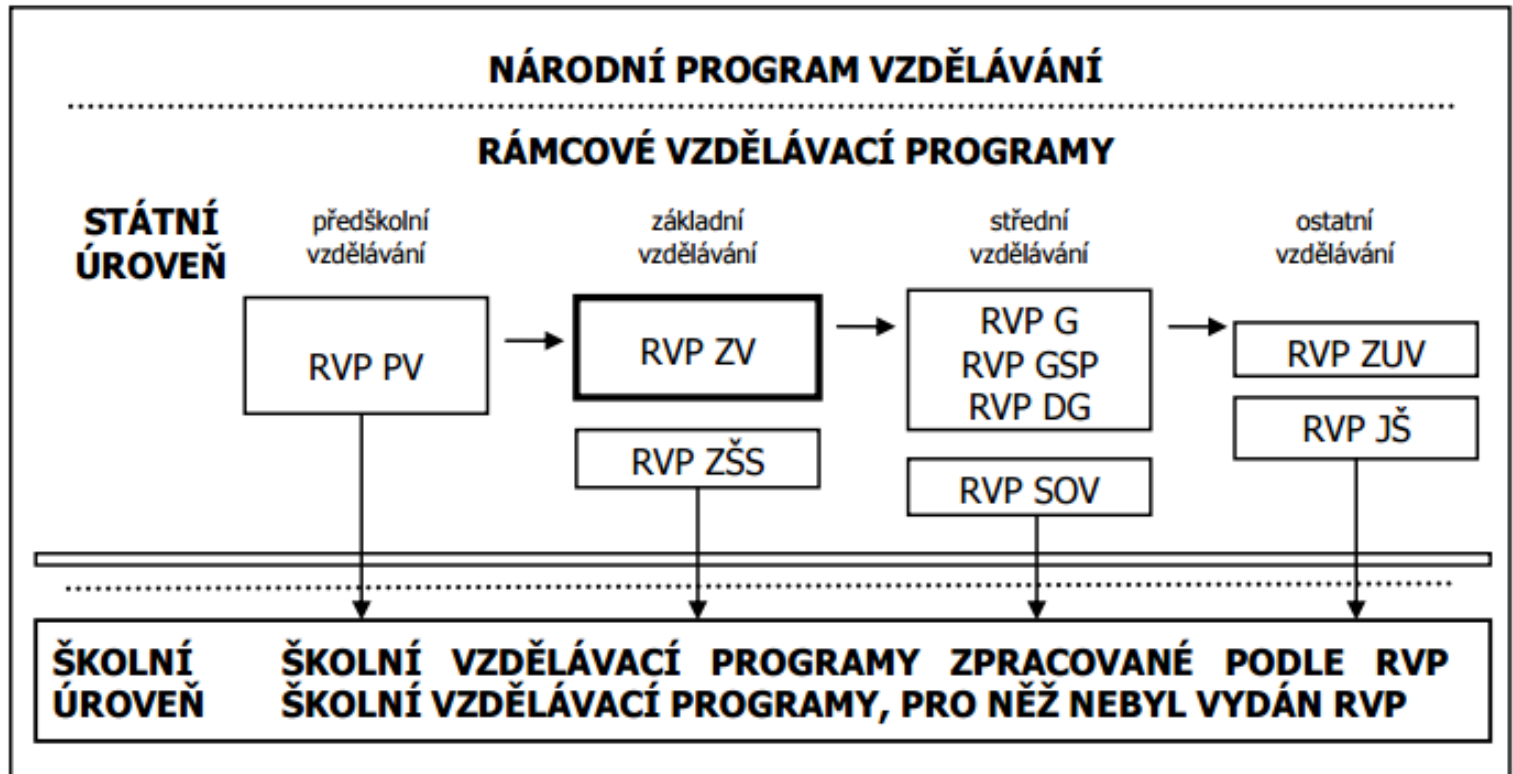 NÁRODNÍ PROGRAM VZDĚLÁVÁNÍ
RÁMCOVÉ VZDĚLÁVACÍ PROGRAMY
STÁTNÍ
ÚROVEŇ
předškolní
vzdělávání
základní
vzdělávání
střední
vzdělávání
ostatní
vzdělávání
RVP PV
RVP ZV
RVP ZŠS
RVP G
RVP GSP
RVP DG
RVP SOV
RVP ZUV
RVP JŠ
ŠKOLNÍ
ÚROVEŇ
ŠKOLNÍ VZDĚLÁVACÍ PROGRAMY ZPRACOVANÉ PODLE RVP
ŠKOLNÍ VZDĚLÁVACÍ PROGRAMY, PRO NĚŽ NEBYL VYDÁN RVP